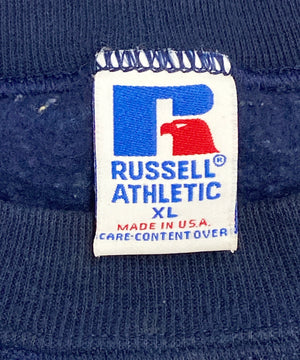 R
RUSSELL®
ATHLETIC
XL
MADE IN U.S.A.
CARE-CONTENT OVER